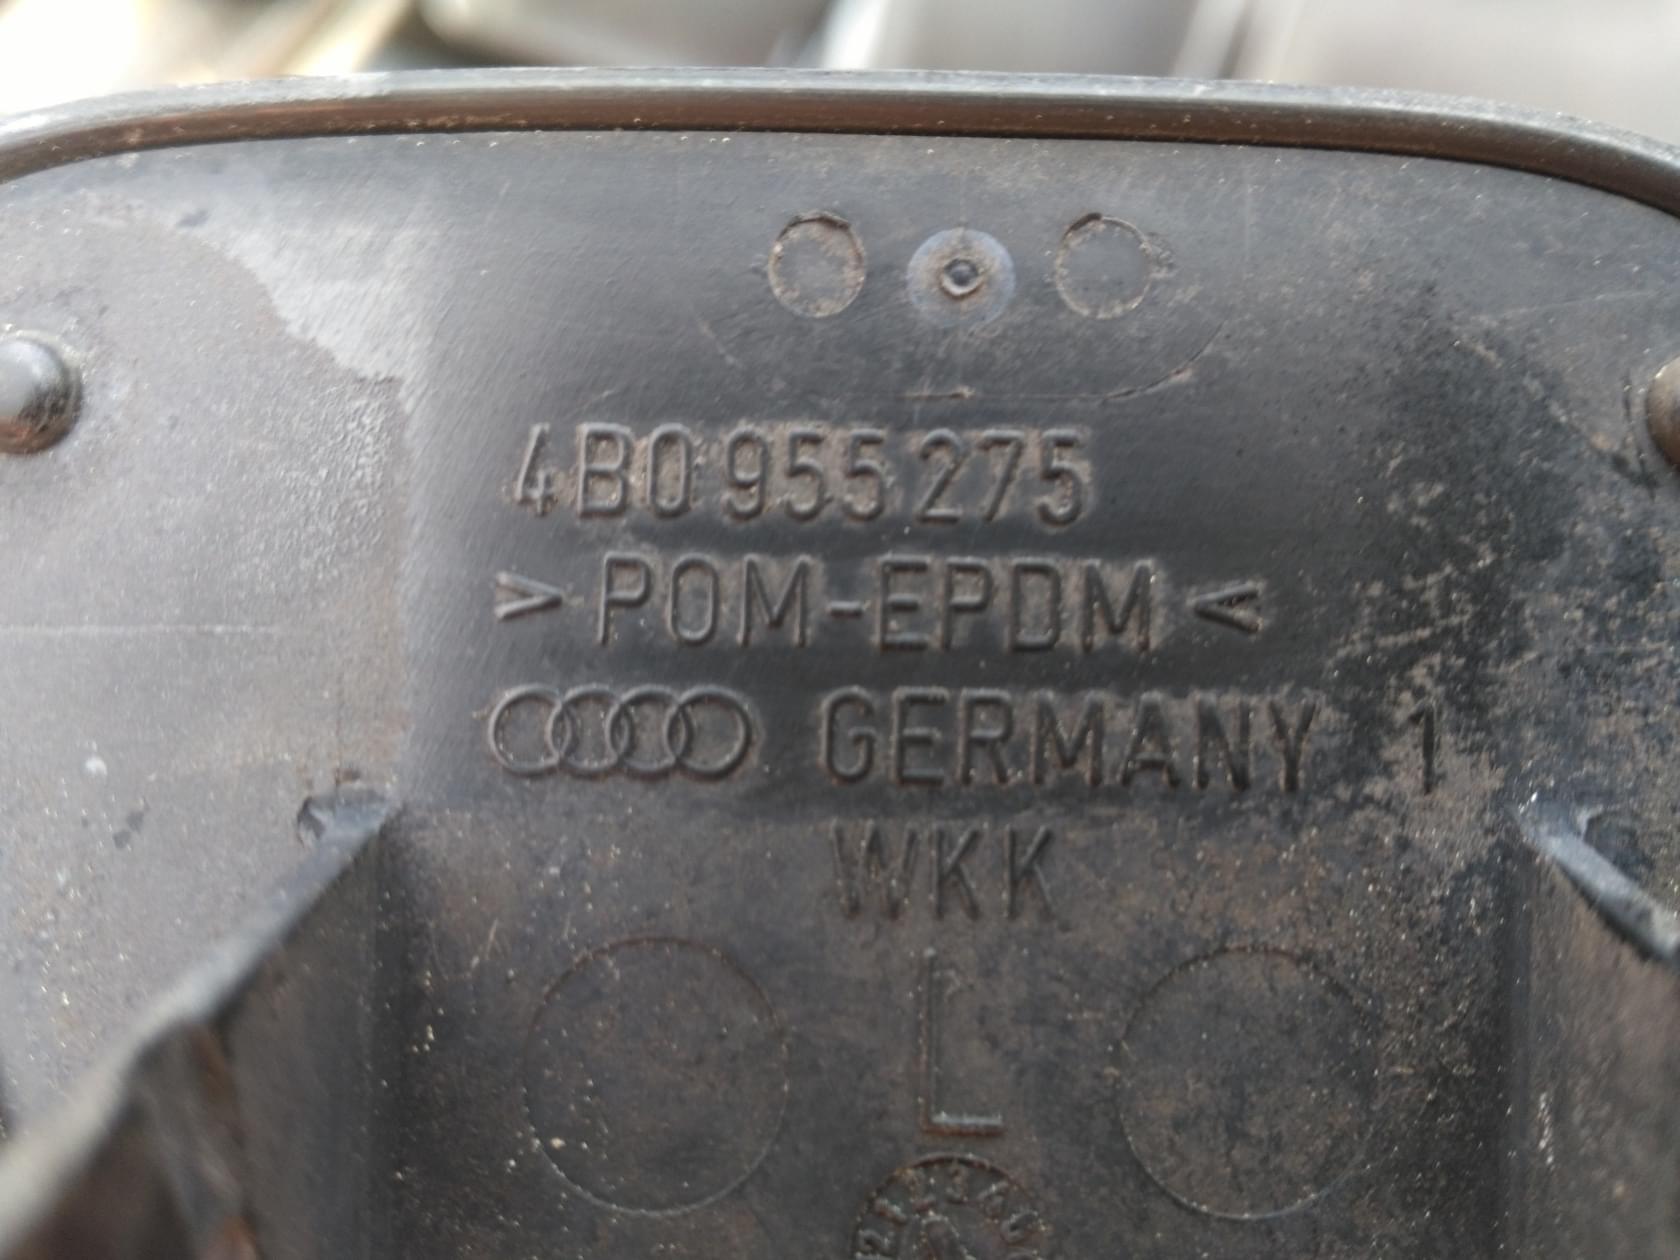 4B0 955 275
> POM-EPDM <
GERMANY 1
WKK
L